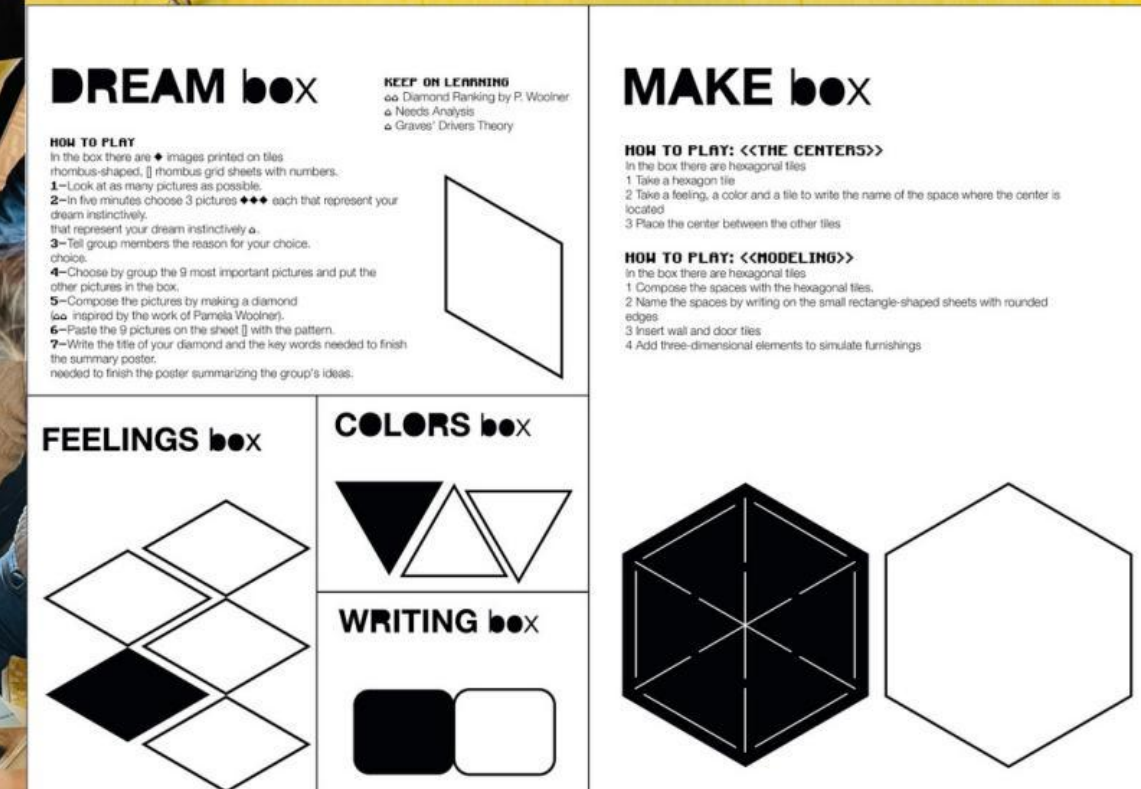 DREAM box
KEEP ON LEARNING
⌂⌂ Diamond Ranking by P. Woolner
⌂ Needs Analysis
⌂ Graves' Drivers Theory
HOW TO PLAY
In the box there are ◆ images printed on tiles
rhombus-shaped, [] rhombus grid sheets with numbers.
1—Look at as many pictures as possible.
2—In five minutes choose 3 pictures ◆◆◆ each that represent your
dream instinctively.
that represent your dream instinctively ⌂.
3—Tell group members the reason for your choice.
choice.
4—Choose by group the 9 most important pictures and put the
other pictures in the box.
5—Compose the pictures by making a diamond
(⌂⌂ inspired by the work of Pamela Woolner).
6—Paste the 9 pictures on the sheet [] with the pattern.
7—Write the title of your diamond and the key words needed to finish
the summary poster.
needed to finish the poster summarizing the group's ideas.
MAKE box
HOW TO PLAY: <<THE CENTERS>>
In the box there are hexagonal tiles
1 Take a hexagon tile
2 Take a feeling, a color and a tile to write the name of the space where the center is
located
3 Place the center between the other tiles
HOW TO PLAY: <<MODELING>>
In the box there are hexagonal tiles
1 Compose the spaces with the hexagonal tiles.
2 Name the spaces by writing on the small rectangle-shaped sheets with rounded
edges
3 Insert wall and door tiles
4 Add three-dimensional elements to simulate furnishings
FEELINGS box
COLORS box
WRITING box